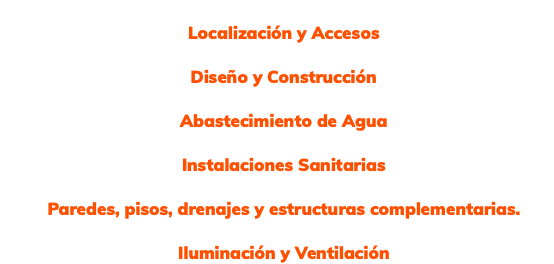 Localización y Accesos
Diseño y Construcción
Abastecimiento de Agua
Instalaciones Sanitarias
Paredes, pisos, drenajes y estructuras complementarias.
Iluminación y Ventilación